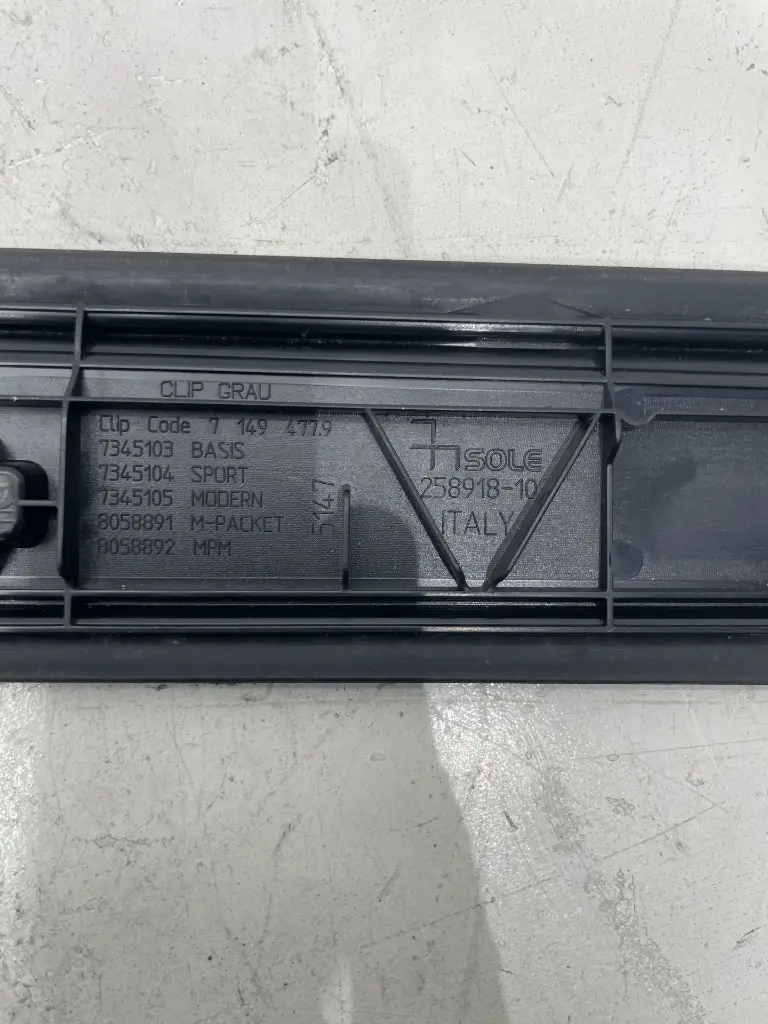 CLIP GRAU
Clip Code 7 149 477.9
7345103 BASIS
7345104 SPORT
7345105 MODERN
8058891 M-PACKET
8058892 MPM
5147
SOLE
258918-10
ITALY